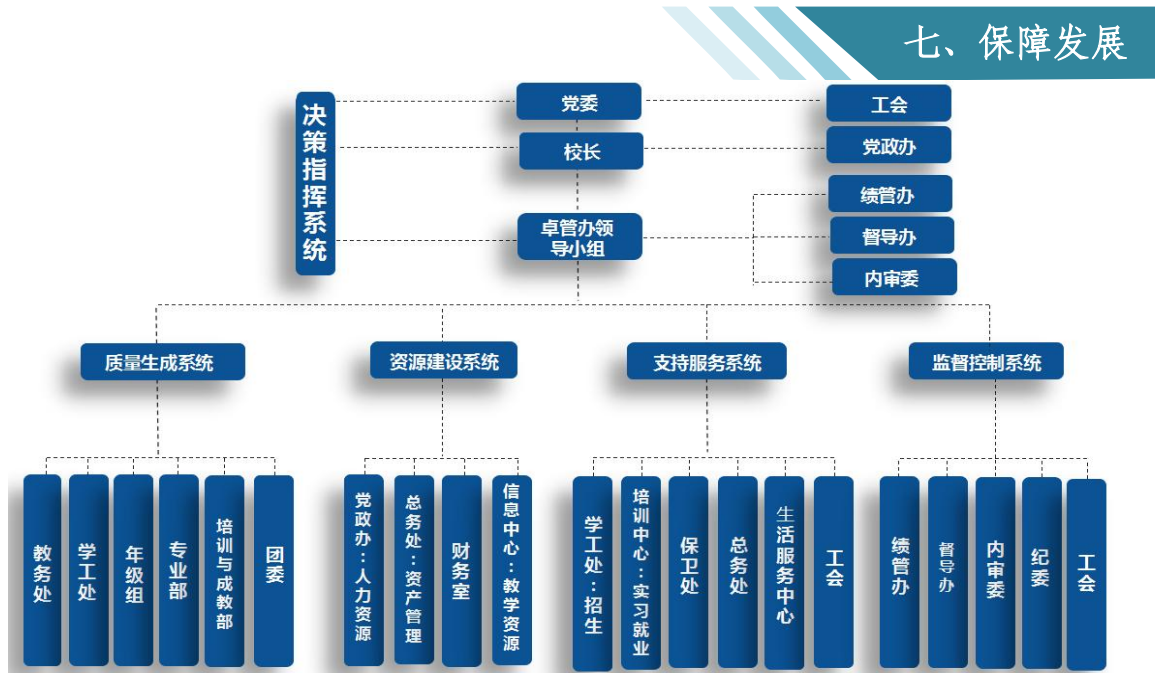 七、保障发展
决策指挥系统
党委
工会
校长
党政办
绩管办
卓管办领
导小组
督导办
内审委
质量生成系统
资源建设系统
支持服务系统
监督控制系统
教务处
学工处
年级组
专业部
培训与成教部
团委
党政办:人力资源
总务处:资产管理
财务室
信息中心:教学资源
学工处:招生
培训中心:实习就业
保卫处
总务处
生活服务中心
工会
绩管办
督导办
内审委
纪委
工会